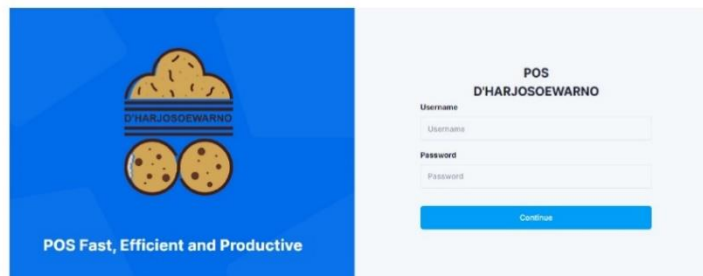 D'HARJOSOEWARNO
POS Fast, Efficient and Productive
POS
D'HARJOSOEWARNO
Username
Username
Password
Password
Continue